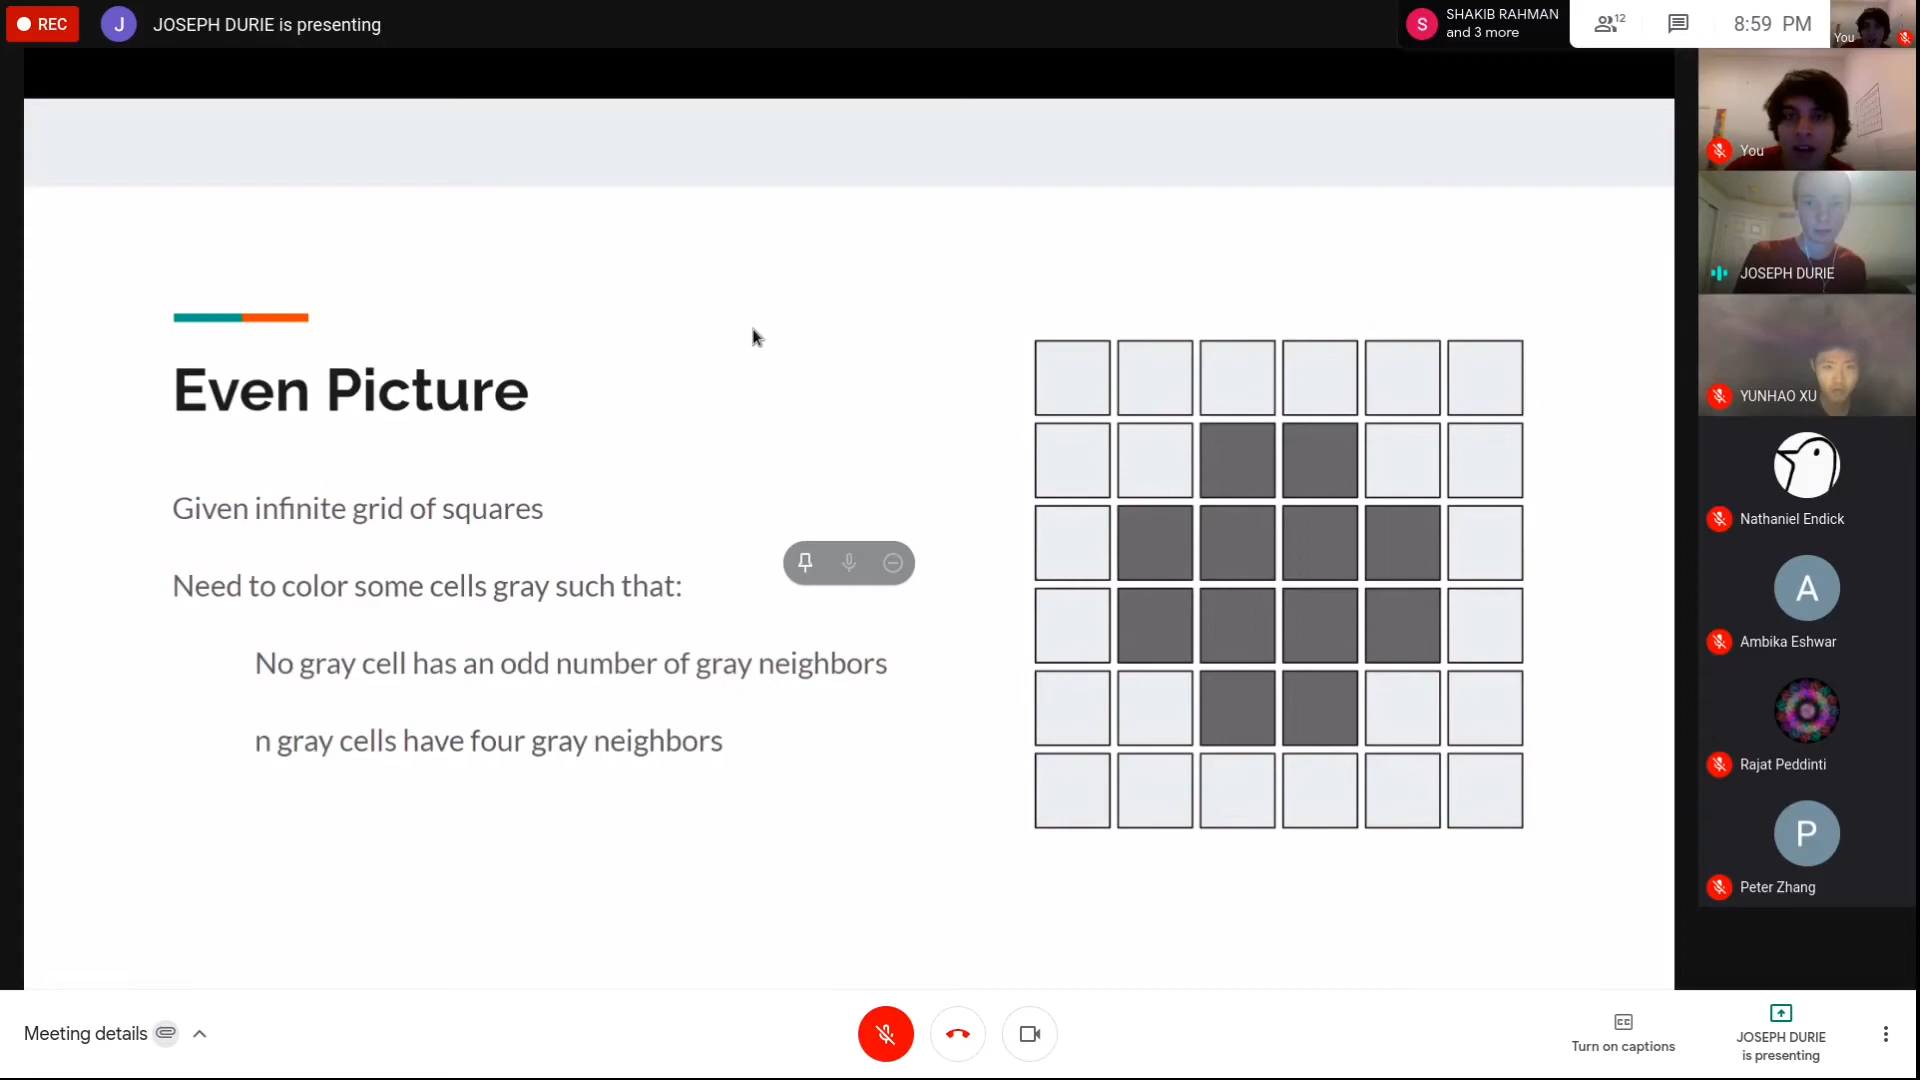 REC
J
JOSEPH DURIE is presenting
S
SHAKIB RAHMAN
and 3 more
12
8:59 PM
You
You
JOSEPH DURIE
YUNHAO XU
Nathaniel Endick
A
Ambika Eshwar
Rajat Peddinti
P
Peter Zhang
Even Picture
Given infinite grid of squares
Need to color some cells gray such that:
No gray cell has an odd number of gray neighbors
n gray cells have four gray neighbors
Meeting details
CC
Turn on captions
JOSEPH DURIE
is presenting